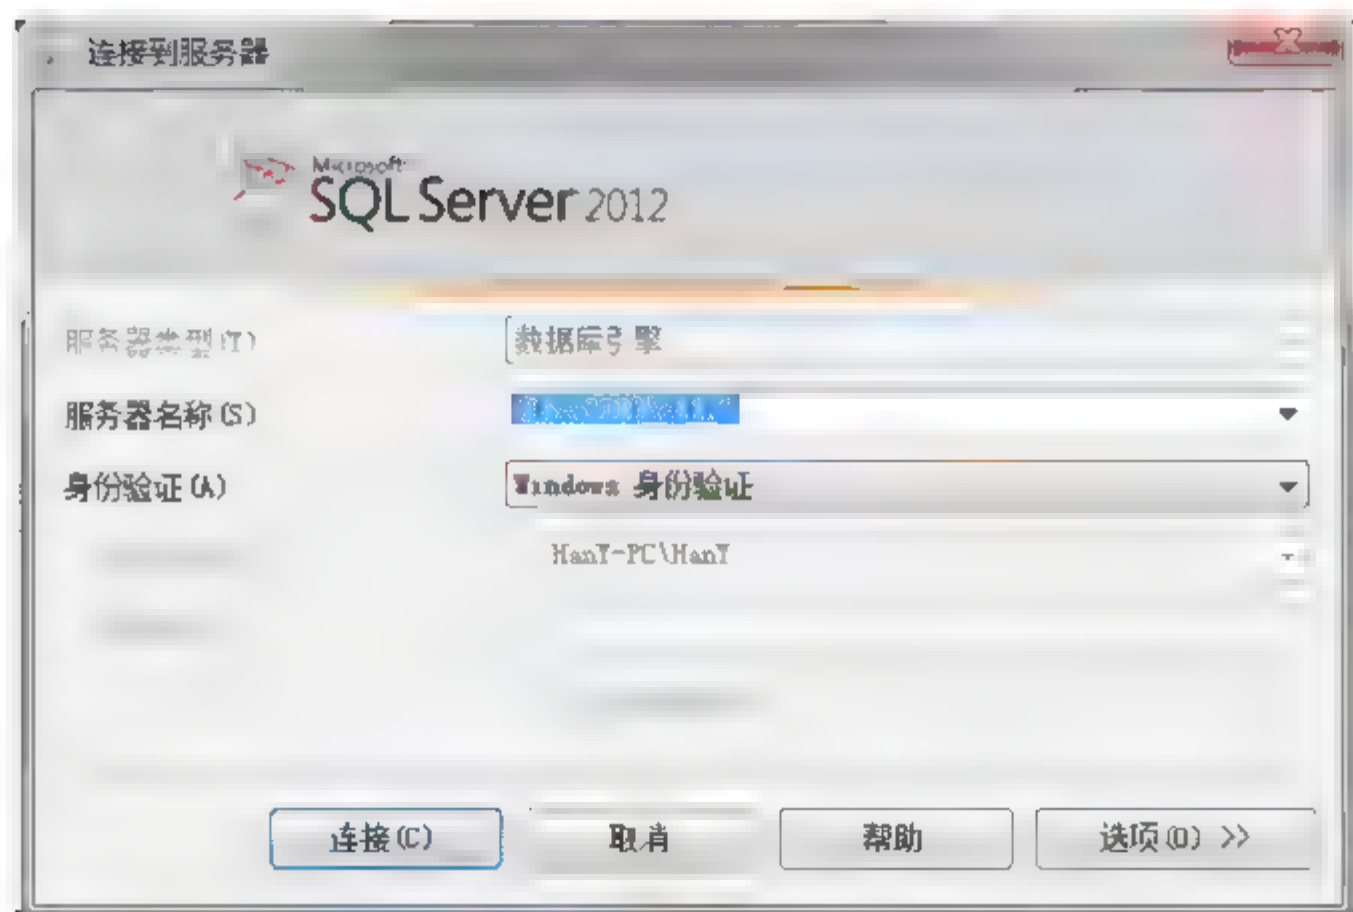 连接到服务器
Microsoft
SQL Server 2012
服务器类型(T)
数据库引擎
服务器名称(S)
身份验证(A)
Windows 身份验证
HanY-PC\HanY
连接(C)
取消
帮助
选项(O) >>